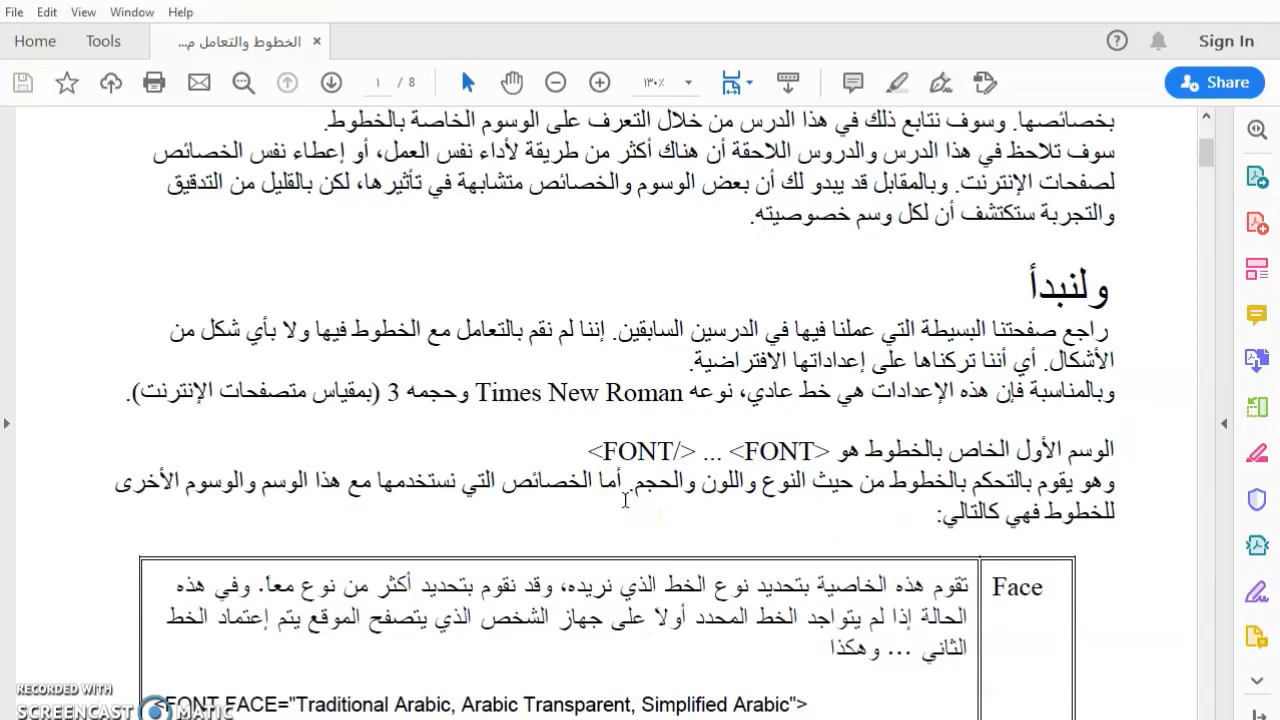 File Edit View Window Help
Home Tools الخطوط والتعامل م... × Sign In
١ / 8 ١٣٠٪ Share
بخصائصها. وسوف نتابع ذلك في هذا الدرس من خلال التعرف على الوسوم الخاصة بالخطوط.
سوف تلاحظ في هذا الدرس والدروس اللاحقة أن هناك أكثر من طريقة لأداء نفس العمل، أو إعطاء نفس الخصائص
لصفحات الإنترنت. وبالمقابل قد يبدو لك أن بعض الوسوم والخصائص متشابهة في تأثيرها، لكن بالقليل من التدقيق
والتجربة ستكتشف أن لكل وسم خصوصيته.
ولنبدأ
راجع صفحتنا البسيطة التي عملنا فيها في الدرسين السابقين. إننا لم نقم بالتعامل مع الخطوط فيها ولا بأي شكل من
الأشكال. أي أننا تركناها على إعداداتها الافتراضية.
وبالمناسبة فإن هذه الإعدادات هي خط عادي، نوعه Times New Roman وحجمه 3 (بمقياس متصفحات الإنترنت).
الوسم الأول الخاص بالخطوط هو <FONT> ... </FONT>
وهو يقوم بالتحكم بالخطوط من حيث النوع واللون والحجم. أما الخصائص التي نستخدمها مع هذا الوسم والوسوم الأخرى
للخطوط فهي كالتالي:
Face
تقوم هذه الخاصية بتحديد نوع الخط الذي نريده، وقد نقوم بتحديد أكثر من نوع معاً. وفي هذه
الحالة إذا لم يتواجد الخط المحدد أولا على جهاز الشخص الذي يتصفح الموقع يتم إعتماد الخط
الثاني ... وهكذا
<FONT FACE="Traditional Arabic, Arabic Transparent, Simplified Arabic">
RECORDED WITH
SCREENCAST MATIC